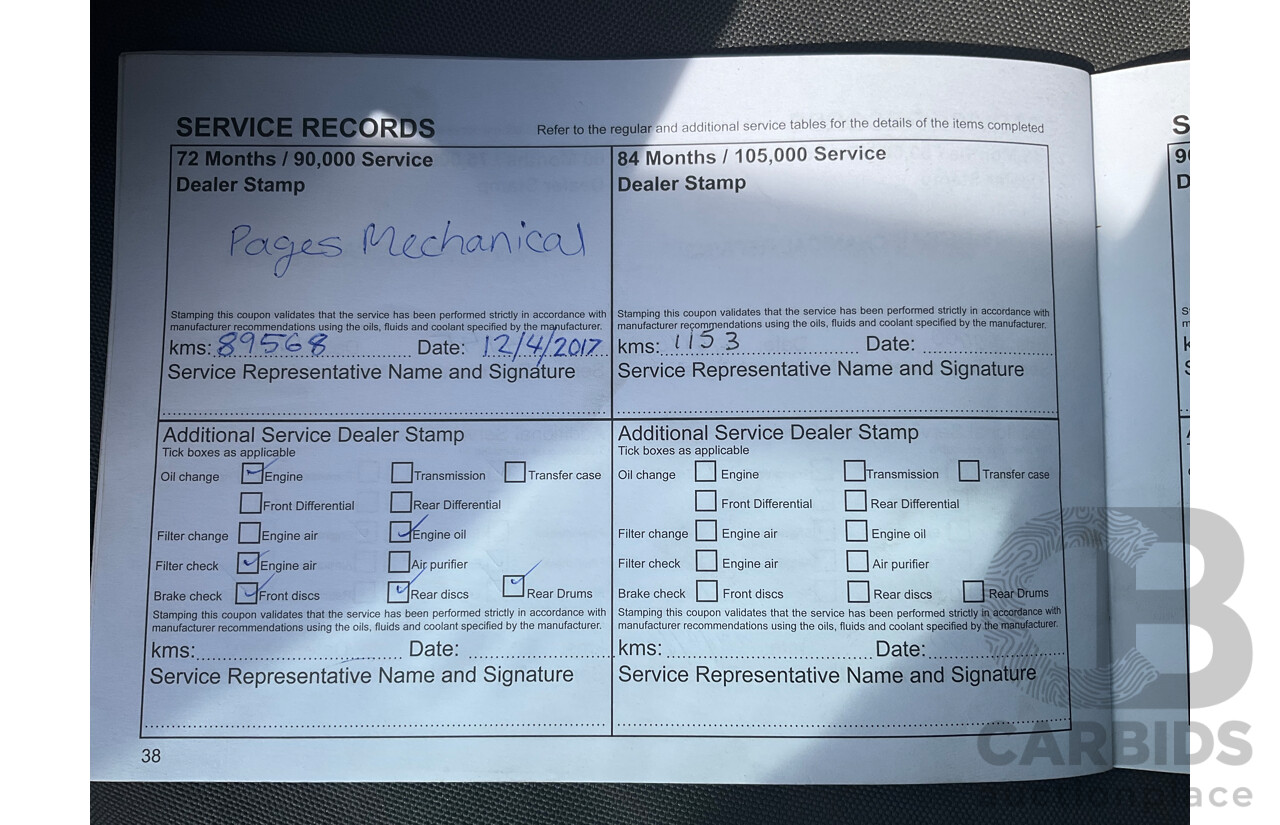 SERVICE RECORDS
Refer to the regular and additional service tables for the details of the items completed
72 Months / 90,000 Service
Dealer Stamp
Pages Mechanical
Stamping this coupon validates that the service has been performed strictly in accordance with
manufacturer recommendations using the oils, fluids and coolant specified by the manufacturer.
kms: 89568 Date: 12/4/2017
Service Representative Name and Signature
84 Months / 105,000 Service
Dealer Stamp
Stamping this coupon validates that the service has been performed strictly in accordance with
manufacturer recommendations using the oils, fluids and coolant specified by the manufacturer.
kms: 1153 Date:
Service Representative Name and Signature
Additional Service Dealer Stamp
Tick boxes as applicable
Oil change Engine Transmission Transfer case
Front Differential Rear Differential
Filter change Engine air Engine oil
Filter check Engine air Air purifier
Brake check Front discs Rear discs Rear Drums
Stamping this coupon validates that the service has been performed strictly in accordance with
manufacturer recommendations using the oils, fluids and coolant specified by the manufacturer.
kms: Date:
Service Representative Name and Signature
Additional Service Dealer Stamp
Tick boxes as applicable
Oil change Engine Transmission Transfer case
Front Differential Rear Differential
Filter change Engine air Engine oil
Filter check Engine air Air purifier
Brake check Front discs Rear discs Rear Drums
Stamping this coupon validates that the service has been performed strictly in accordance with
manufacturer recommendations using the oils, fluids and coolant specified by the manufacturer.
kms: Date:
Service Representative Name and Signature
38
CARBIDS